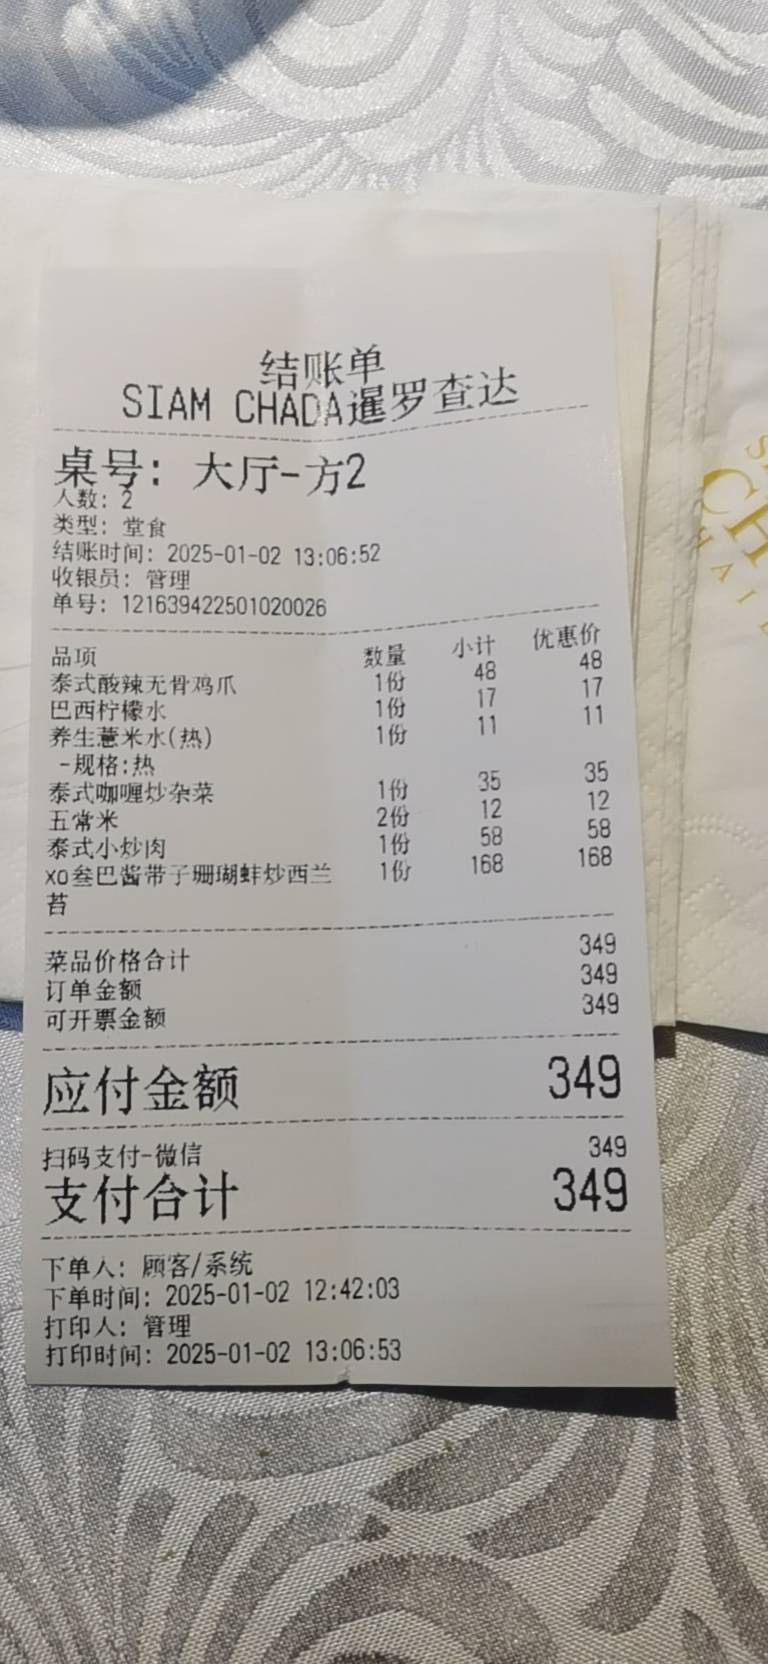 结账单
SIAM CHADA暹罗查达
桌号: 大厅-方2
人数: 2
类型: 堂食
结账时间: 2025-01-02 13:06:52
收银员: 管理
单号: 121639422501020026
品项 数量 小计 优惠价
泰式酸辣无骨鸡爪 1份 48 48
巴西柠檬水 1份 17 17
养生薏米水(热) 1份 11 11
-规格:热
泰式咖喱炒杂菜 1份 35 35
五常米 2份 12 12
泰式小炒肉 1份 58 58
xo叁巴酱带子珊瑚蚌炒西兰 1份 168 168
苔
菜品价格合计 349
订单金额 349
可开票金额 349
应付金额 349
扫码支付-微信 349
支付合计 349
下单人: 顾客/系统
下单时间: 2025-01-02 12:42:03
打印人: 管理
打印时间: 2025-01-02 13:06:53